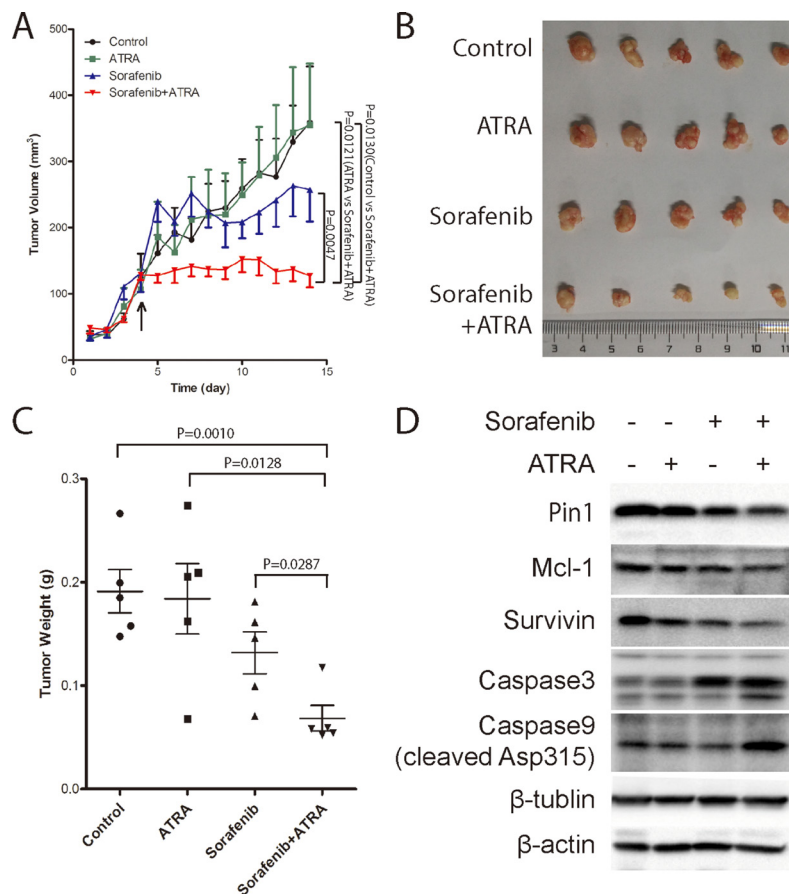 A
Control
ATRA
Sorafenib
Sorafenib+ATRA
500
400
300
200
100
0
Tumor Volume (mm³)
0 5 10 15
Time (day)
P=0.0047
P=0.0121(ATRA vs Sorafenib+ATRA)
P=0.0130(Control vs Sorafenib+ATRA)
B
Control
ATRA
Sorafenib
Sorafenib
+ATRA
3 4 5 6 7 8 9 10 11
C
P=0.0010
P=0.0128
P=0.0287
0.3
0.2
0.1
0.0
Tumor Weight (g)
Control
ATRA
Sorafenib
Sorafenib+ATRA
D
Sorafenib - - + +
ATRA - + - +
Pin1
Mcl-1
Survivin
Caspase3
Caspase9
(cleaved Asp315)
β-tublin
β-actin